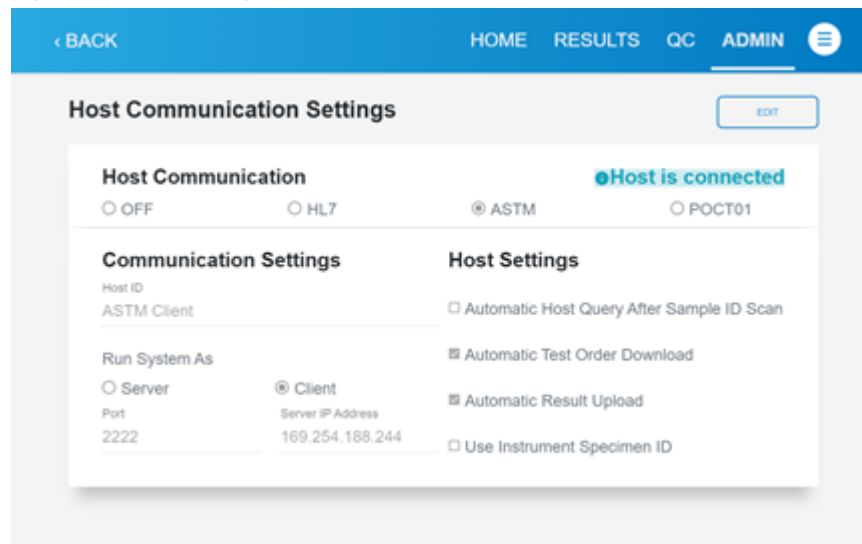 ‹ BACK HOME RESULTS QC ADMIN
Host Communication Settings EDIT
Host Communication Host is connected
OFF HL7 ASTM POCT01
Communication Settings
Host ID
ASTM Client
Run System As
Server Client
Port Server IP Address
2222 169.254.188.244
Host Settings
Automatic Host Query After Sample ID Scan
Automatic Test Order Download
Automatic Result Upload
Use Instrument Specimen ID